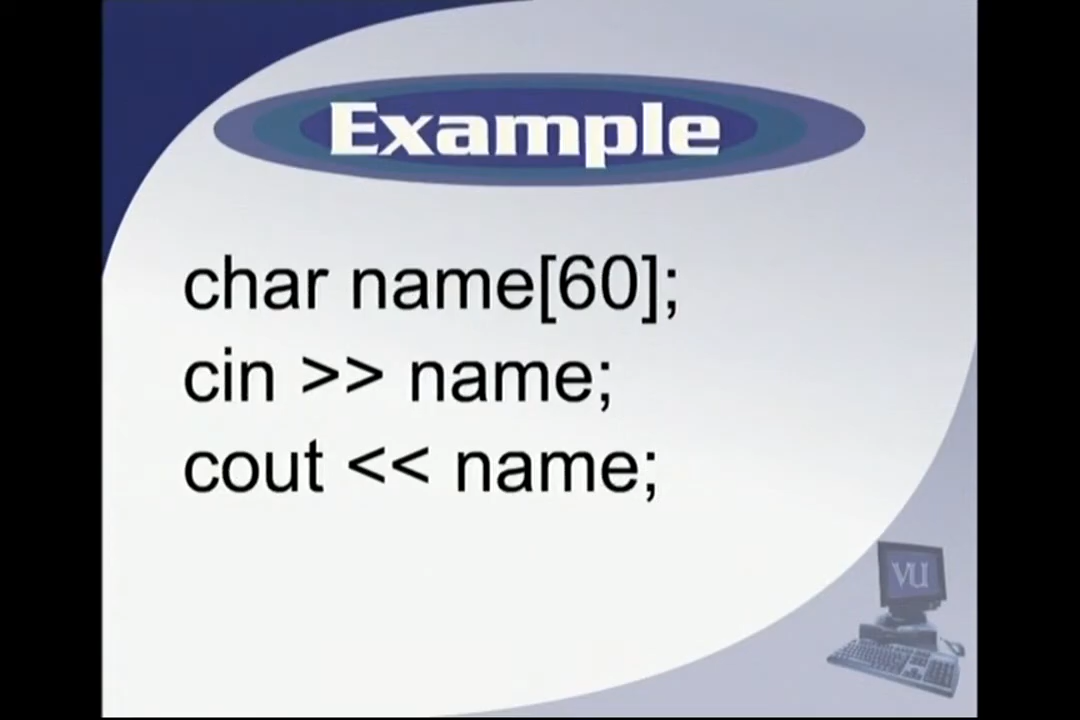 Example
char name[60];
cin >> name;
cout << name;
VU